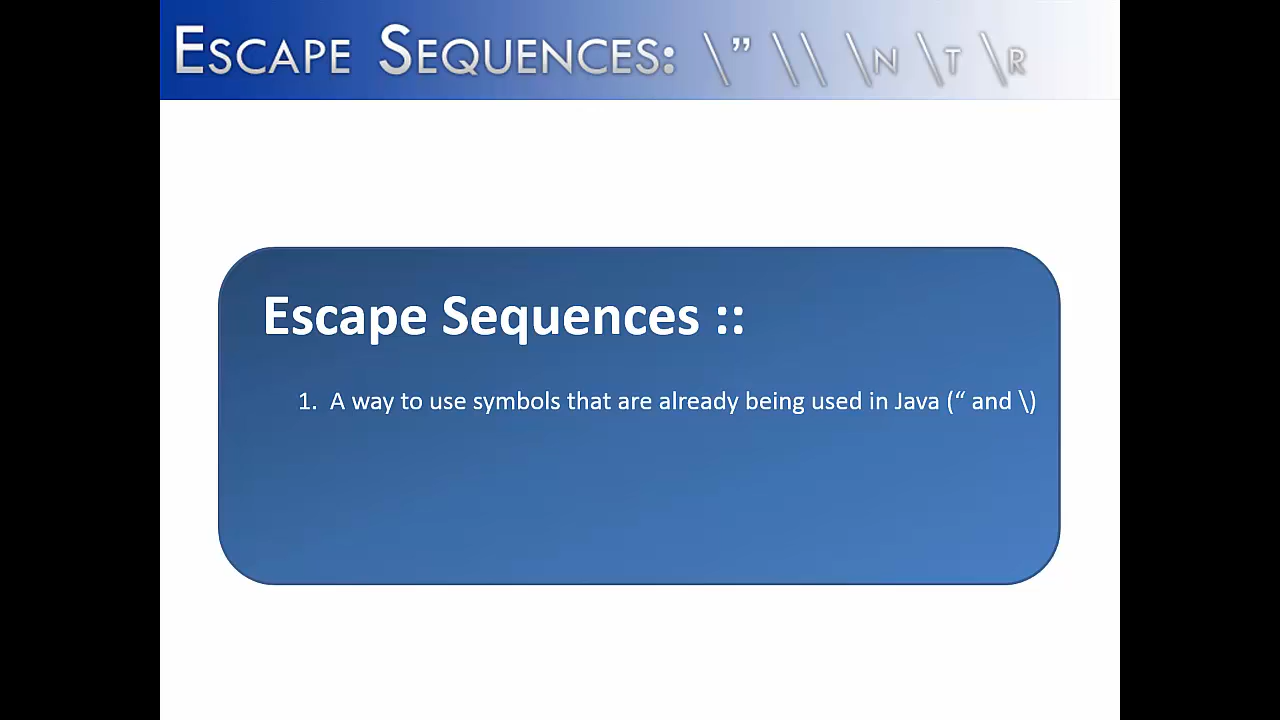 ESCAPE SEQUENCES: \” \\ \N \T \R
Escape Sequences ::
1. A way to use symbols that are already being used in Java (“ and \)